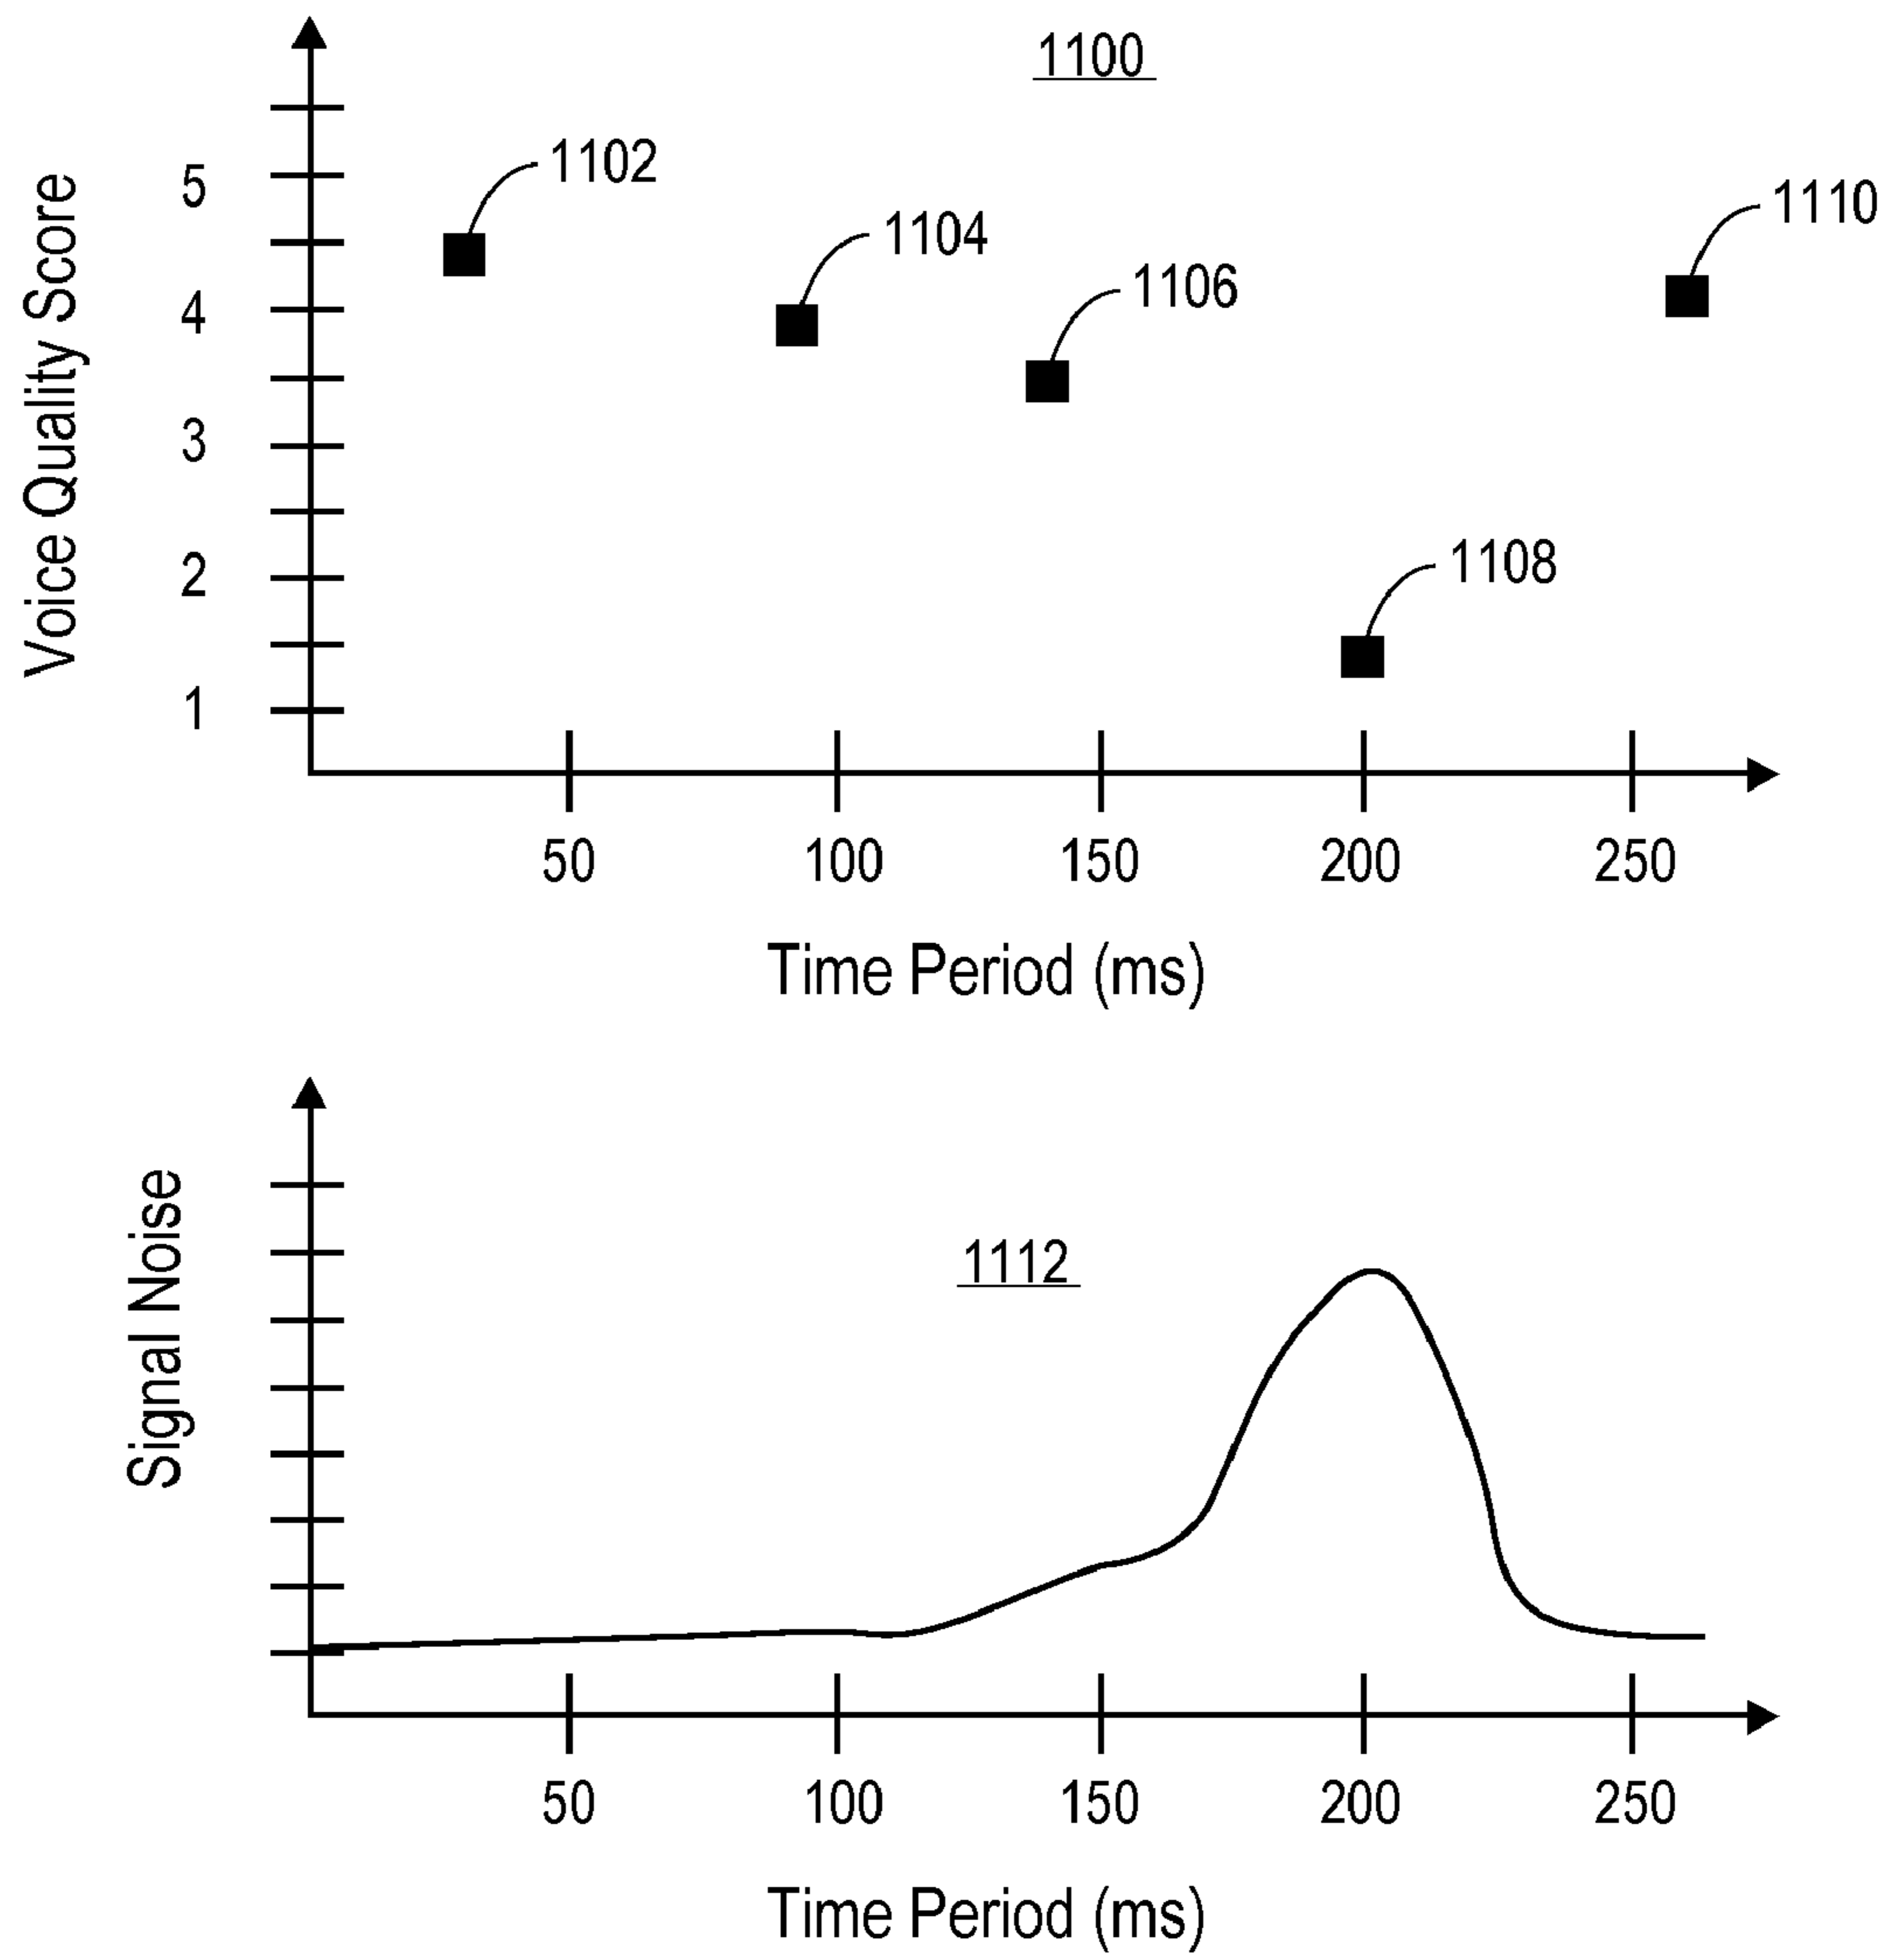 1100
Voice Quality Score
5
4
3
2
1
1102
1104
1106
1108
1110
50 100 150 200 250
Time Period (ms)
Signal Noise
1112
50 100 150 200 250
Time Period (ms)